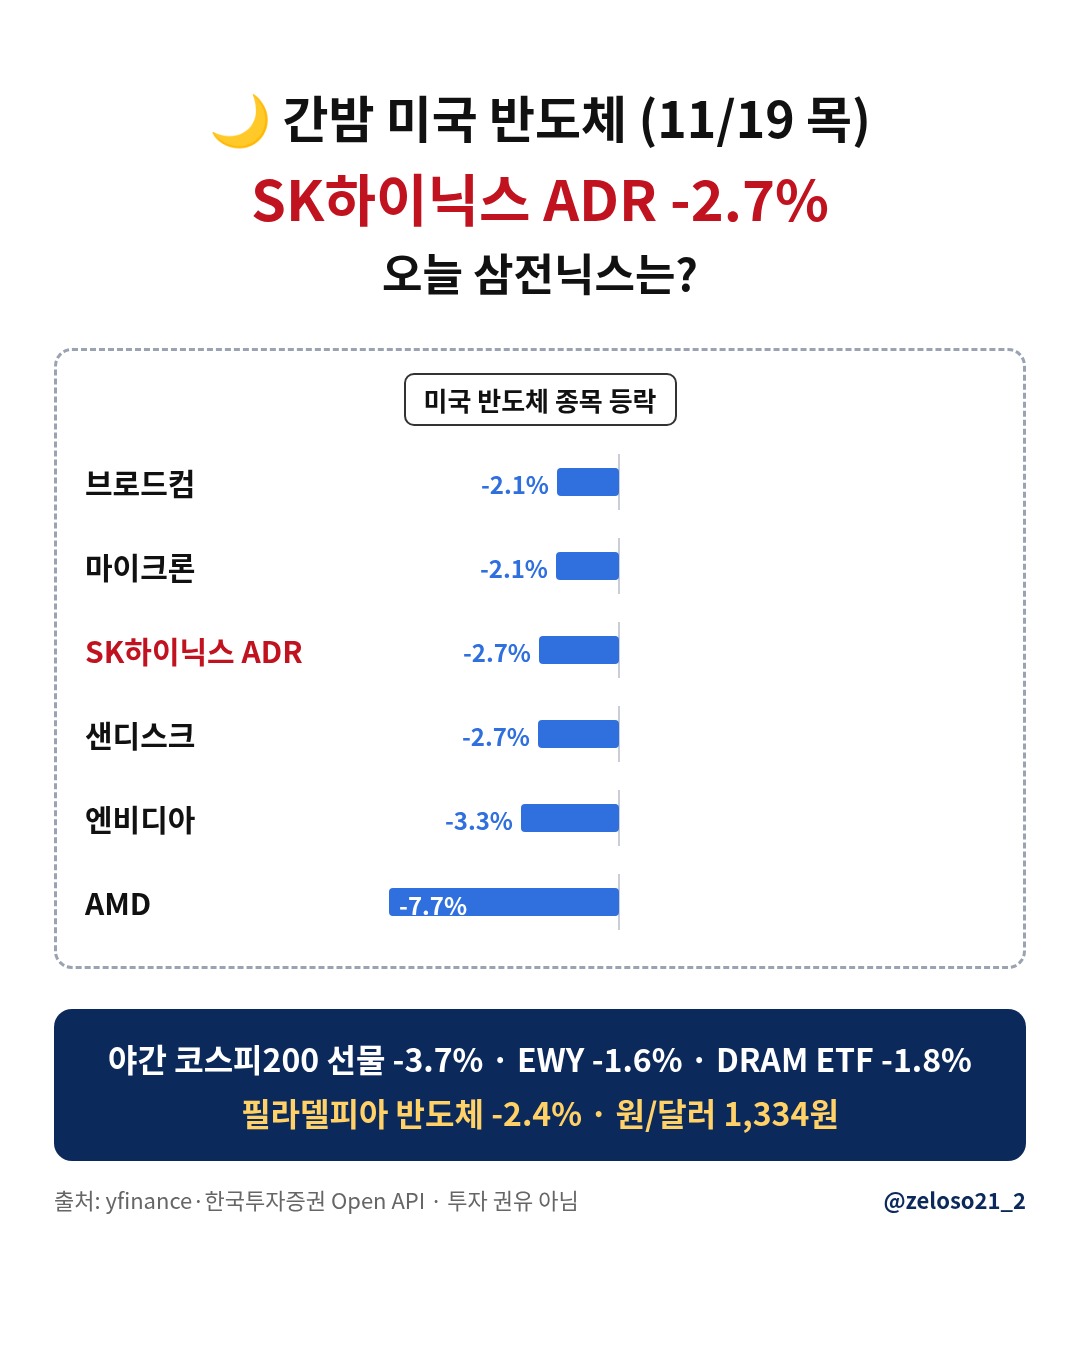 🌙 간밤 미국 반도체 (11/19 목)
SK하이닉스 ADR -2.7%
오늘 삼전닉스는?
미국 반도체 종목 등락
브로드컴 -2.1%
마이크론 -2.1%
SK하이닉스 ADR -2.7%
샌디스크 -2.7%
엔비디아 -3.3%
AMD -7.7%
야간 코스피200 선물 -3.7% · EWY -1.6% · DRAM ETF -1.8%
필라델피아 반도체 -2.4% · 원/달러 1,334원
출처: yfinance·한국투자증권 Open API · 투자 권유 아님 @zeloso21_2